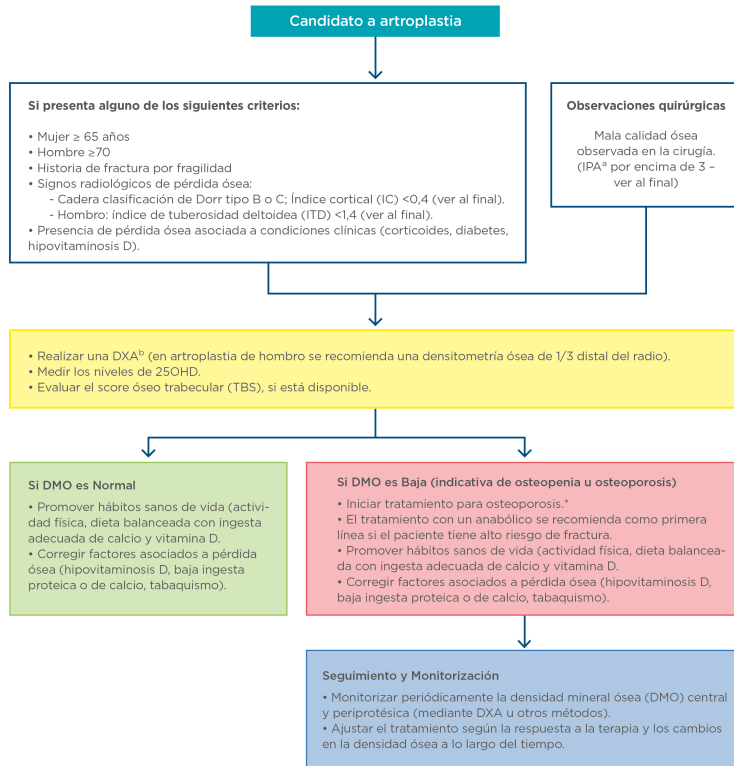 Candidato a artroplastia
Si presenta alguno de los siguientes criterios:
• Mujer ≥ 65 años
• Hombre ≥70
• Historia de fractura por fragilidad
• Signos radiológicos de pérdida ósea:
- Cadera clasificación de Dorr tipo B o C; Índice cortical (IC) <0,4 (ver al final).
- Hombro: índice de tuberosidad deltoidea (ITD) <1,4 (ver al final).
• Presencia de pérdida ósea asociada a condiciones clínicas (corticoides, diabetes,
hipovitaminosis D).
Observaciones quirúrgicas
Mala calidad ósea
observada en la cirugía.
(IPAª por encima de 3 –
ver al final)
• Realizar una DXAᵇ (en artroplastia de hombro se recomienda una densitometría ósea de 1/3 distal del radio).
• Medir los niveles de 25OHD.
• Evaluar el score óseo trabecular (TBS), si está disponible.
Si DMO es Normal
• Promover hábitos sanos de vida (activi-
dad física, dieta balanceada con ingesta
adecuada de calcio y vitamina D.
• Corregir factores asociados a pérdida
ósea (hipovitaminosis D, baja ingesta
proteica o de calcio, tabaquismo).
Si DMO es Baja (indicativa de osteopenia u osteoporosis)
• Iniciar tratamiento para osteoporosis.*
• El tratamiento con un anabólico se recomienda como primera
línea si el paciente tiene alto riesgo de fractura.
• Promover hábitos sanos de vida (actividad física, dieta balancea-
da con ingesta adecuada de calcio y vitamina D.
• Corregir factores asociados a pérdida ósea (hipovitaminosis D,
baja ingesta proteica o de calcio, tabaquismo).
Seguimiento y Monitorización
• Monitorizar periódicamente la densidad mineral ósea (DMO) central
y periprotésica (mediante DXA u otros métodos).
• Ajustar el tratamiento según la respuesta a la terapia y los cambios
en la densidad ósea a lo largo del tiempo.